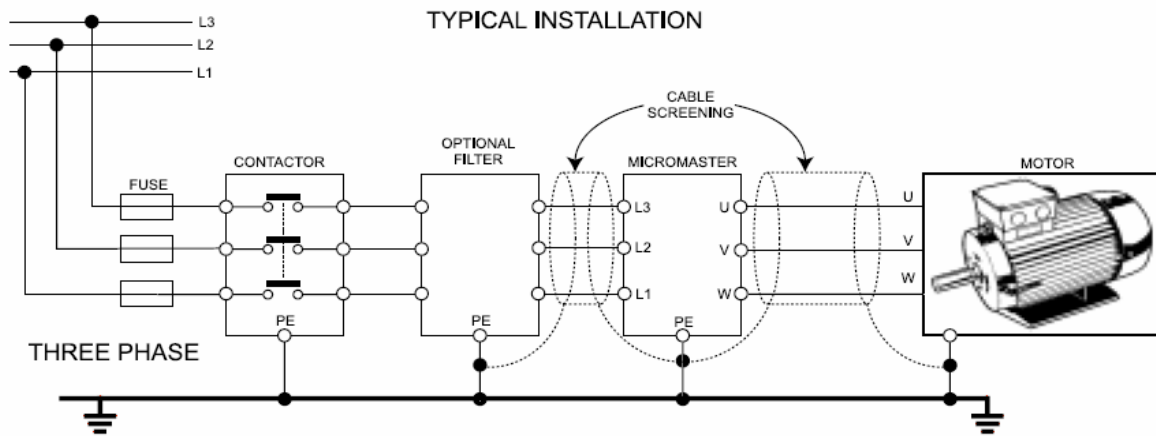 TYPICAL INSTALLATION
L3
L2
L1
CABLE
SCREENING
OPTIONAL
FILTER
CONTACTOR
MICROMASTER
MOTOR
FUSE
L3
U
U
L2
V
V
L1
W
W
PE
PE
PE
THREE PHASE